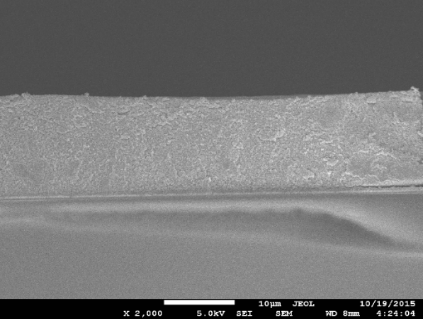 10µm JEOL 10/19/2015
X 2,000 5.0kV SEI SEM WD 8mm 4:24:04